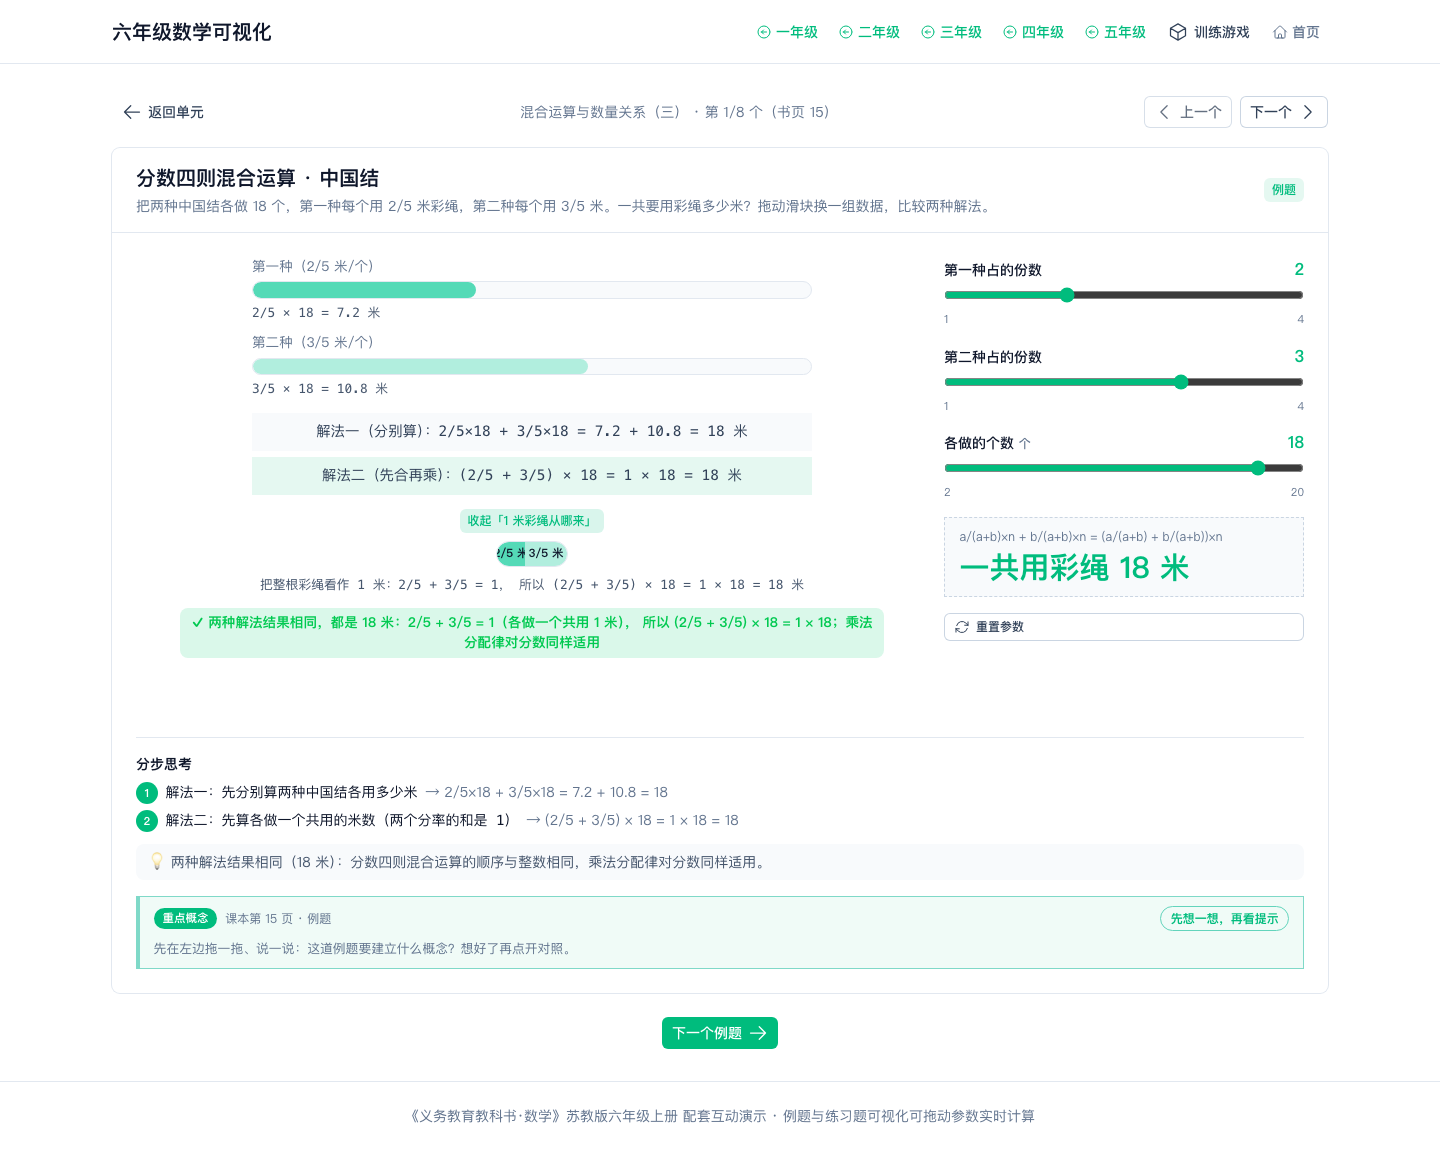 六年级数学可视化
一年级 二年级 三年级 四年级 五年级 训练游戏 首页
返回单元
混合运算与数量关系（三） · 第 1/8 个（书页 15）
上一个 下一个
分数四则混合运算 · 中国结
把两种中国结各做 18 个，第一种每个用 2/5 米彩绳，第二种每个用 3/5 米。一共要用彩绳多少米？拖动滑块换一组数据，比较两种解法。
例题
第一种（2/5 米/个）
2/5 × 18 = 7.2 米
第二种（3/5 米/个）
3/5 × 18 = 10.8 米
解法一（分别算）：2/5×18 + 3/5×18 = 7.2 + 10.8 = 18 米
解法二（先合再乘）：(2/5 + 3/5) × 18 = 1 × 18 = 18 米
收起「1 米彩绳从哪来」
3/5 米
把整根彩绳看作 1 米：2/5 + 3/5 = 1， 所以 (2/5 + 3/5) × 18 = 1 × 18 = 18 米
✓ 两种解法结果相同，都是 18 米：2/5 + 3/5 = 1（各做一个共用 1 米）， 所以 (2/5 + 3/5) × 18 = 1 × 18；乘法
分配律对分数同样适用
第一种占的份数 2
1 4
第二种占的份数 3
1 4
各做的个数 个 18
2 20
a/(a+b)×n + b/(a+b)×n = (a/(a+b) + b/(a+b))×n
一共用彩绳 18 米
重置参数
分步思考
1 解法一：先分别算两种中国结各用多少米 → 2/5×18 + 3/5×18 = 7.2 + 10.8 = 18
2 解法二：先算各做一个共用的米数（两个分率的和是 1） → (2/5 + 3/5) × 18 = 1 × 18 = 18
💡 两种解法结果相同（18 米）：分数四则混合运算的顺序与整数相同，乘法分配律对分数同样适用。
重点概念 课本第 15 页 · 例题
先想一想，再看提示
先在左边拖一拖、说一说：这道例题要建立什么概念？想好了再点开对照。
下一个例题
《义务教育教科书·数学》苏教版六年级上册 配套互动演示 · 例题与练习题可视化可拖动参数实时计算